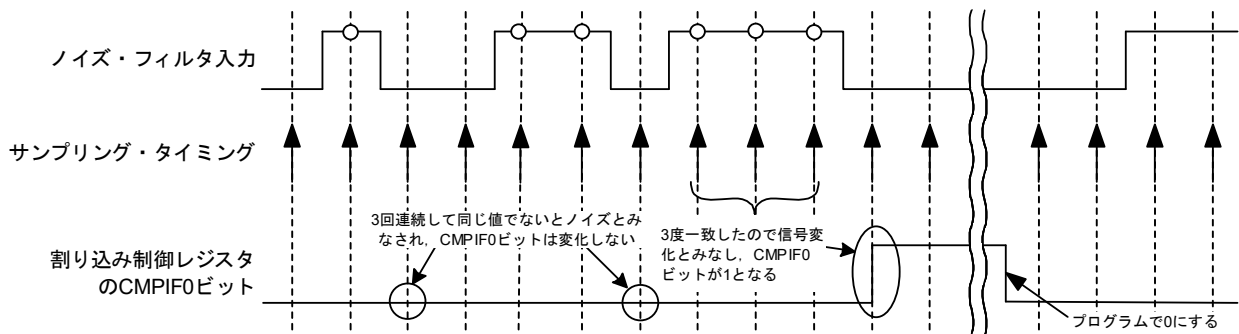 ノイズ・フィルタ入力
サンプリング・タイミング
3回連続して同じ値でないとノイズとみ
なされ，CMPIF0ビットは変化しない
3度一致したので信号変
化とみなし，CMPIF0
ビットが1となる
割り込み制御レジスタ
のCMPIF0ビット
プログラムで0にする